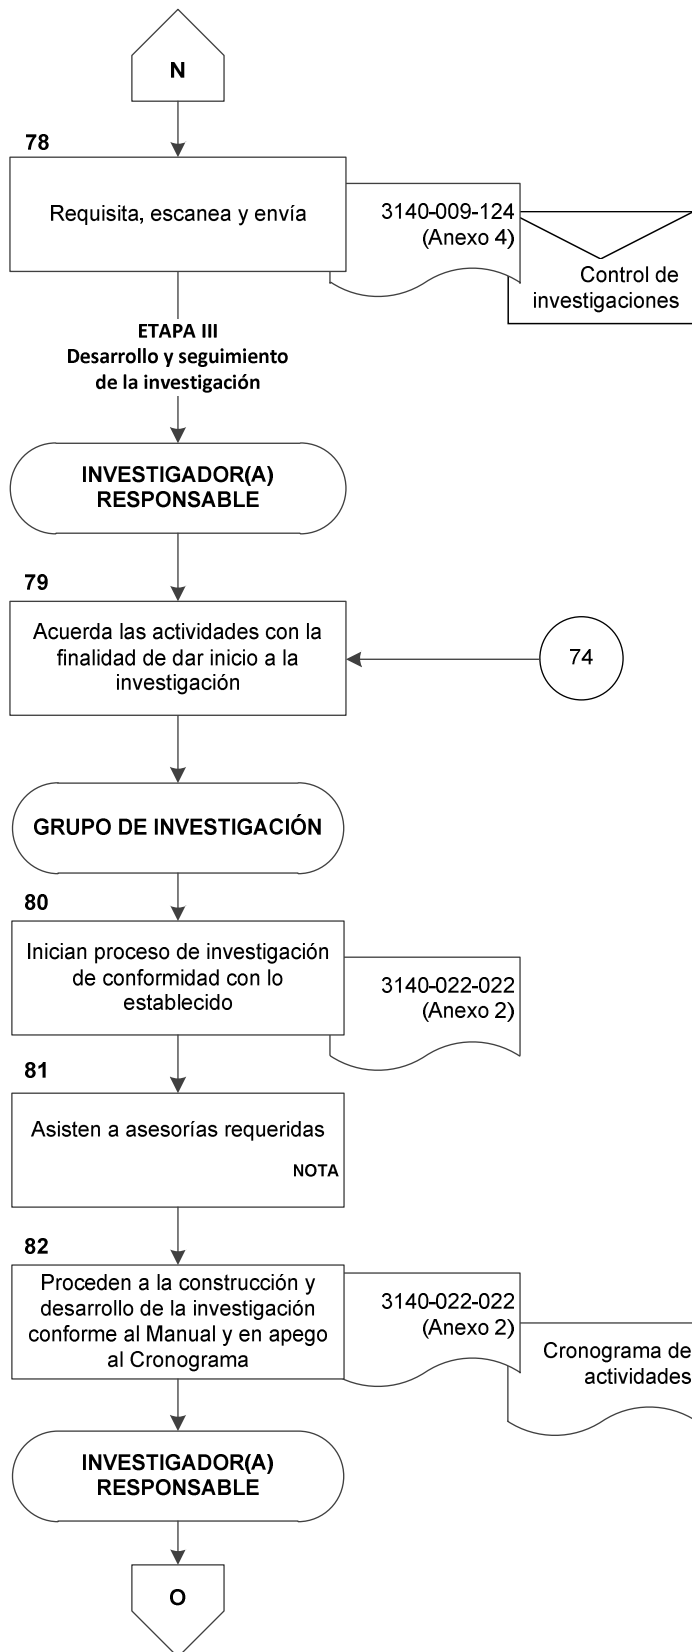 N
78
Requisita, escanea y envía
3140-009-124
(Anexo 4)
Control de
investigaciones
ETAPA III
Desarrollo y seguimiento
de la investigación
INVESTIGADOR(A)
RESPONSABLE
79
Acuerda las actividades con la
finalidad de dar inicio a la
investigación
74
GRUPO DE INVESTIGACIÓN
80
Inician proceso de investigación
de conformidad con lo
establecido
3140-022-022
(Anexo 2)
81
Asisten a asesorías requeridas
NOTA
82
Proceden a la construcción y
desarrollo de la investigación
conforme al Manual y en apego
al Cronograma
3140-022-022
(Anexo 2)
Cronograma de
actividades
INVESTIGADOR(A)
RESPONSABLE
O